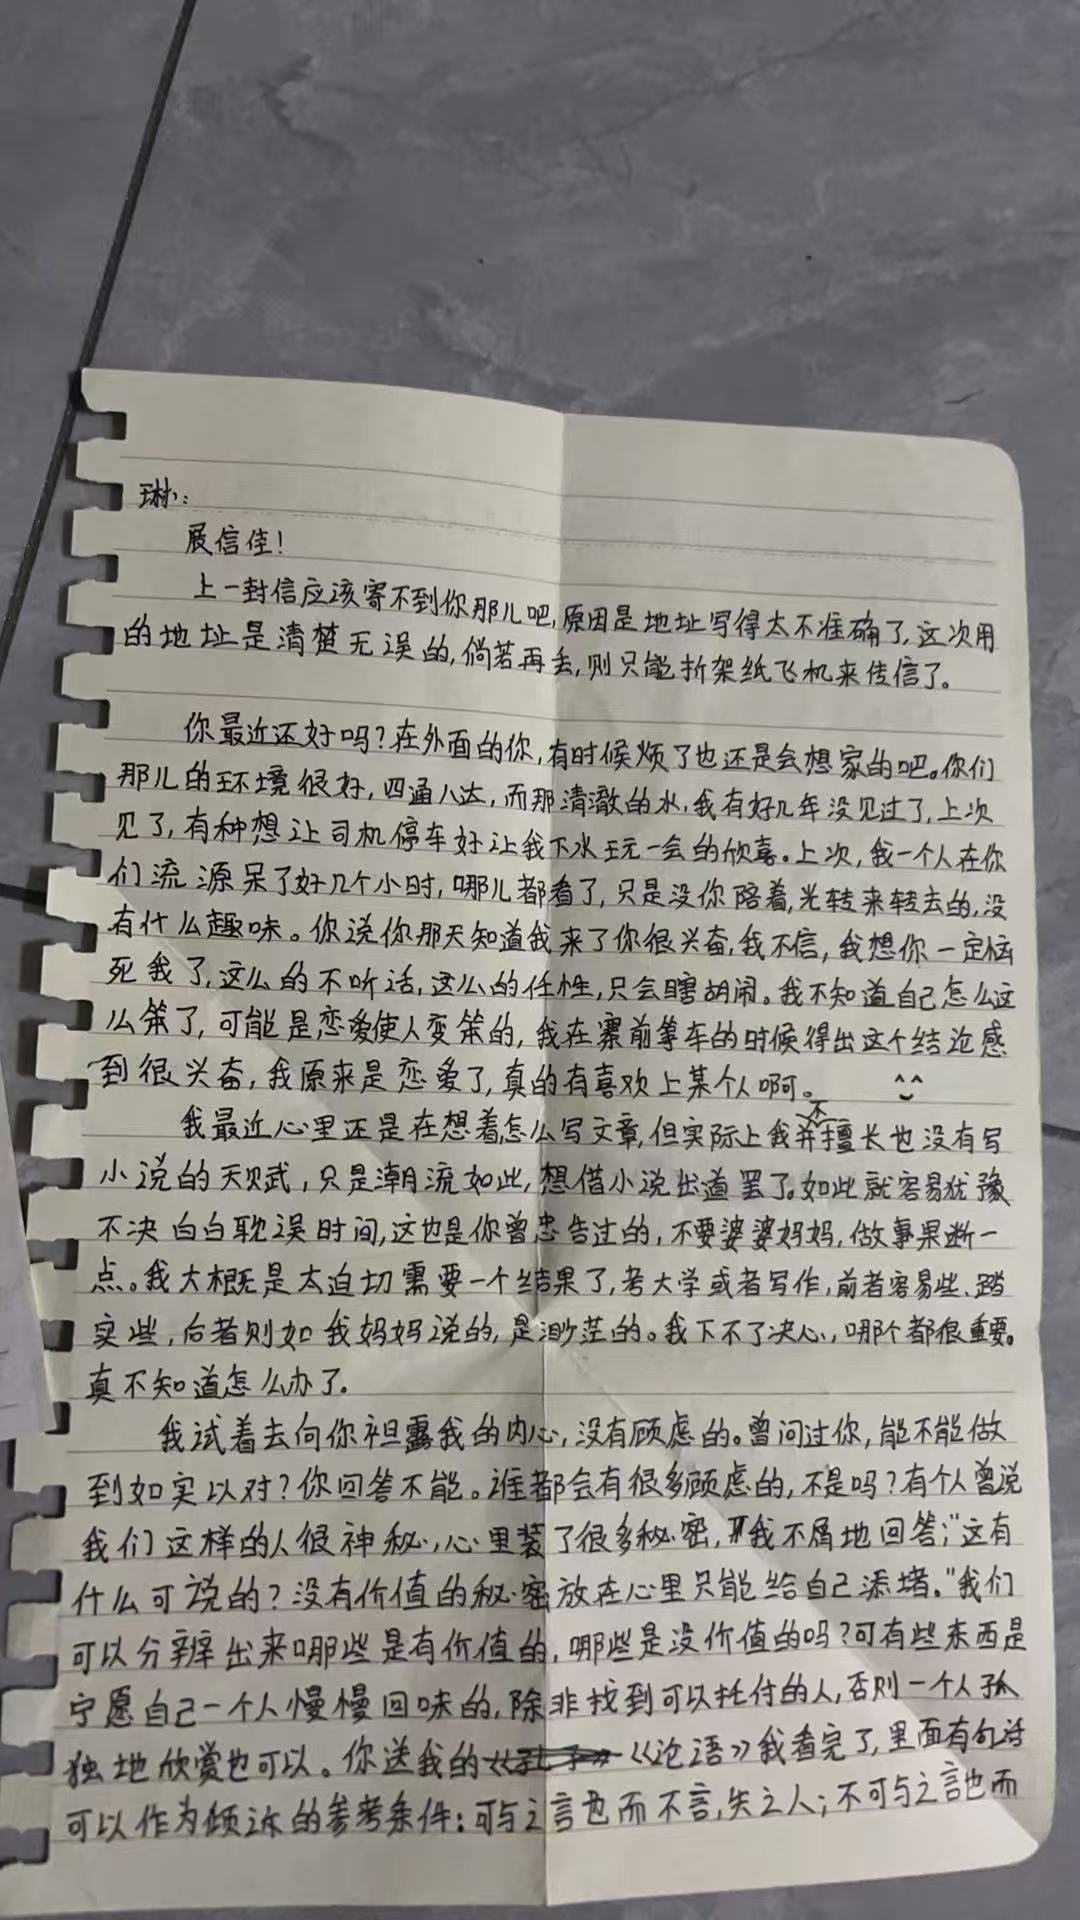 琳：
展信佳！
上一封信应该寄不到你那儿吧，原因是地址写得太不准确了，这次用
的地址是清楚无误的，倘若再丢，则只能折架纸飞机来传信了。
你最近还好吗？在外面的你，有时候烦了也还是会想家的吧。你们
那儿的环境很好，四通八达，而那清澈的水，我有好几年没见过了，上次
见了，有种想让司机停车好让我下水玩一会的欣喜。上次，我一个人在你
们流源呆了好几个小时，哪儿都看了，只是没你陪着，光转来转去的，没
有什么趣味。你说你那天知道我来了你很兴奋，我不信，我想你一定恼
死我了，这么的不听话，这么的任性，只会瞎胡闹。我不知道自己怎么这
么笨了，可能是恋爱使人变笨的，我在寨前等车的时候得出这个结论感
到很兴奋，我原来是恋爱了，真的有喜欢上某个人啊。^^
我最近心里还是在想着怎么写文章，但实际上我并不擅长也没有写
小说的天赋，只是潮流如此，想借小说出道罢了。如此就容易犹豫
不决白白耽误时间，这也是你曾忠告过的，不要婆婆妈妈，做事果断一
点。我大概是太迫切需要一个结果了，考大学或者写作，前者容易些、踏
实些，后者则如我妈妈说的，是渺茫的。我下不了决心，哪个都很重要。
真不知道怎么办了。
我试着去向你袒露我的内心，没有顾虑的。曾问过你，能不能做
到如实以对？你回答不能。谁都会有很多顾虑的，不是吗？有个人曾说
我们这样的人很神秘，心里装了很多秘密，我不屑地回答；“这有
什么可说的？没有价值的秘密放在心里只能给自己添堵。”我们
可以分辨出来哪些是有价值的，哪些是没价值的吗？可有些东西是
宁愿自己一个人慢慢回味的，除非找到可以托付的人，否则一个人孤
独地欣赏也可以。你送我的《论语》我看完了，里面有句话
可以作为倾诉的参考条件：可与之言也而不言，失之人；不可与之言也而